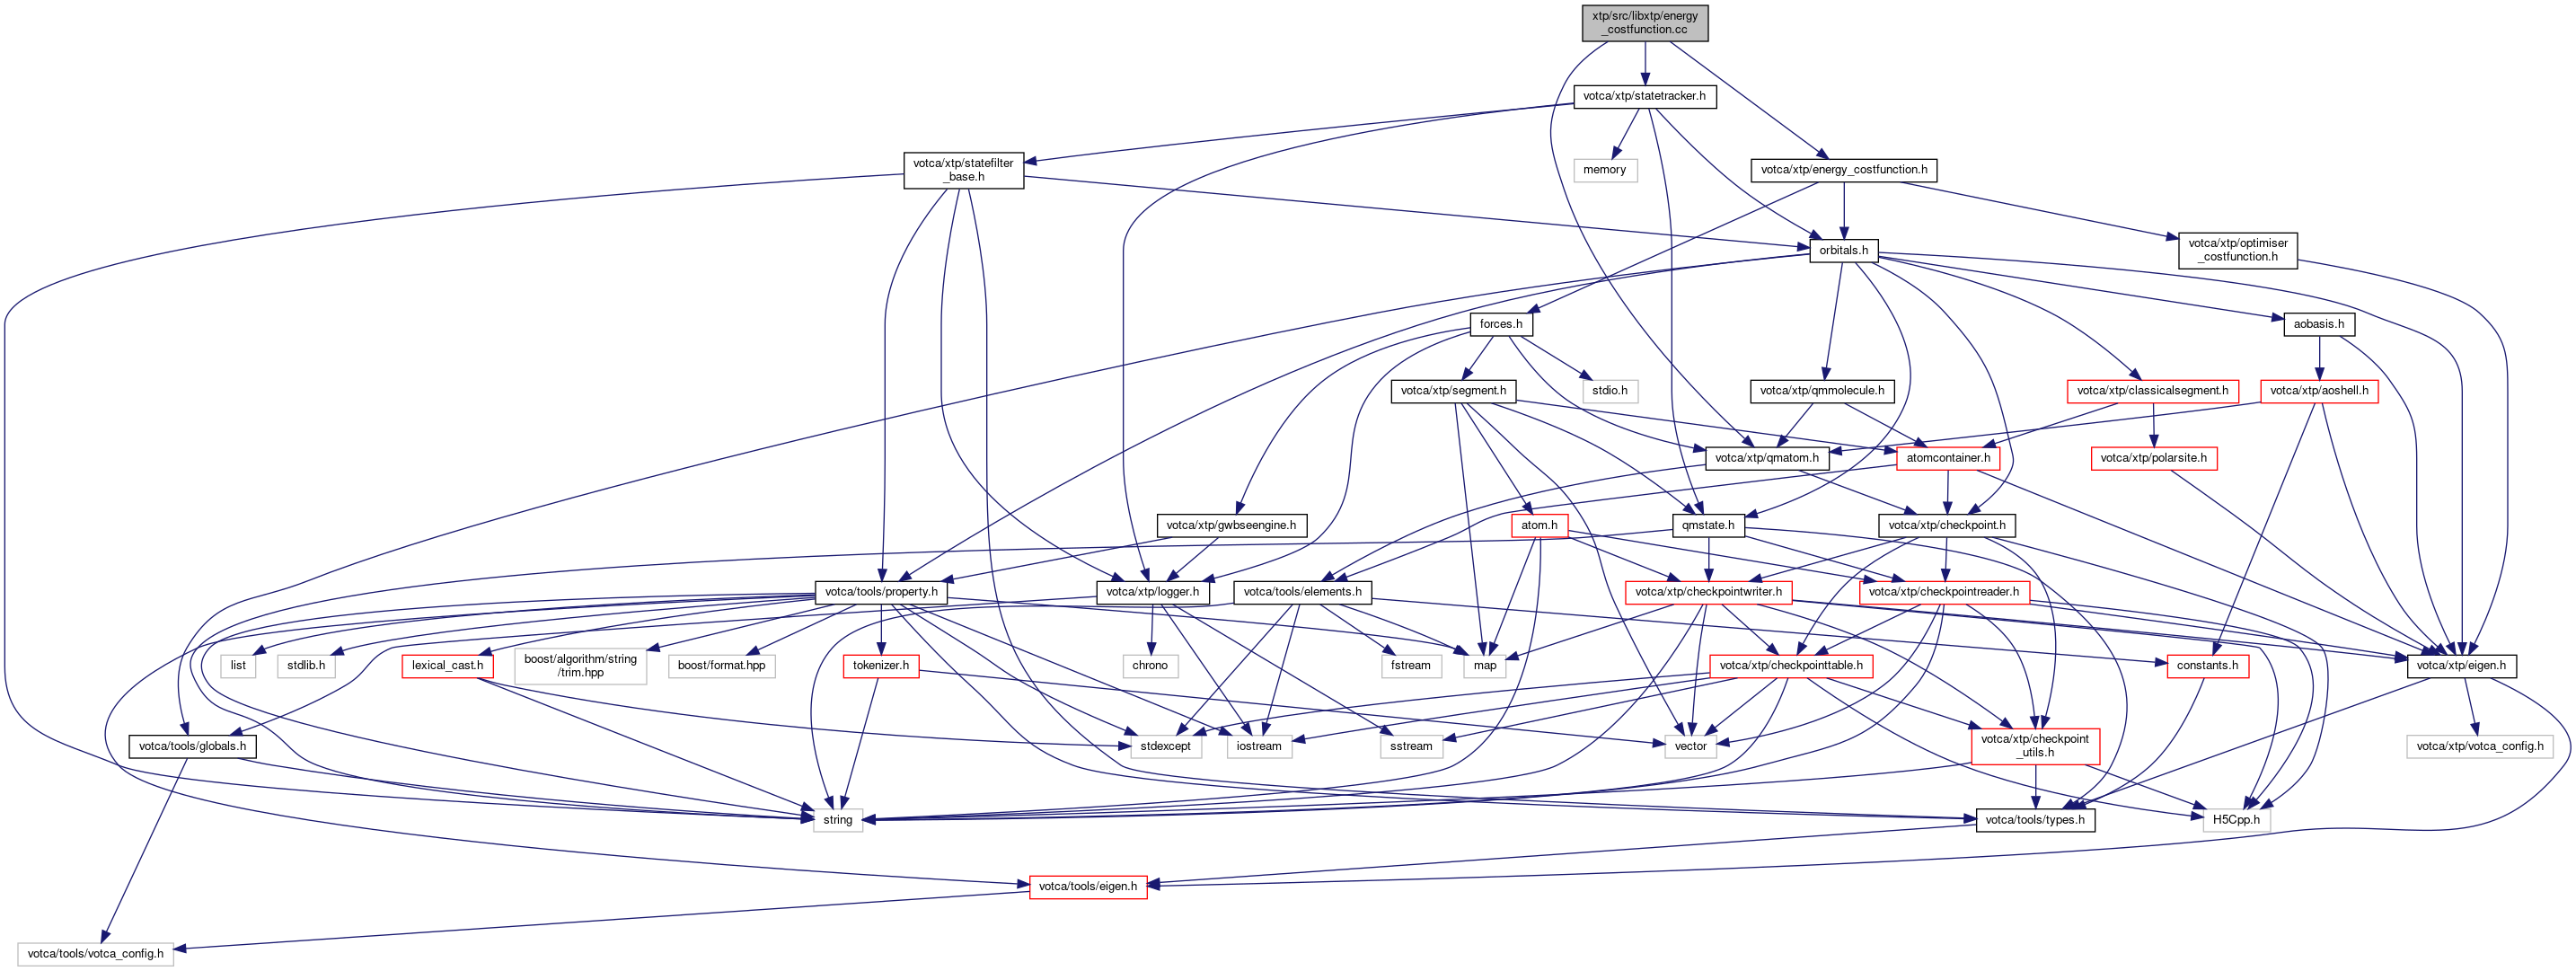 xtp/src/libxtp/energy
_costfunction.cc
votca/xtp/statetracker.h
votca/xtp/statefilter
_base.h
memory
votca/xtp/energy_costfunction.h
orbitals.h
votca/xtp/optimiser
_costfunction.h
forces.h
aobasis.h
votca/xtp/segment.h
stdio.h
votca/xtp/qmmolecule.h
votca/xtp/classicalsegment.h
votca/xtp/aoshell.h
votca/xtp/qmatom.h
atomcontainer.h
votca/xtp/polarsite.h
votca/xtp/gwbseengine.h
atom.h
qmstate.h
votca/xtp/checkpoint.h
votca/tools/property.h
votca/xtp/logger.h
votca/tools/elements.h
votca/xtp/checkpointwriter.h
votca/xtp/checkpointreader.h
list
stdlib.h
lexical_cast.h
boost/algorithm/string
/trim.hpp
boost/format.hpp
tokenizer.h
chrono
fstream
map
votca/xtp/checkpointtable.h
constants.h
votca/xtp/eigen.h
votca/tools/globals.h
stdexcept
iostream
sstream
vector
votca/xtp/checkpoint
_utils.h
votca/xtp/votca_config.h
string
votca/tools/types.h
H5Cpp.h
votca/tools/eigen.h
votca/tools/votca_config.h